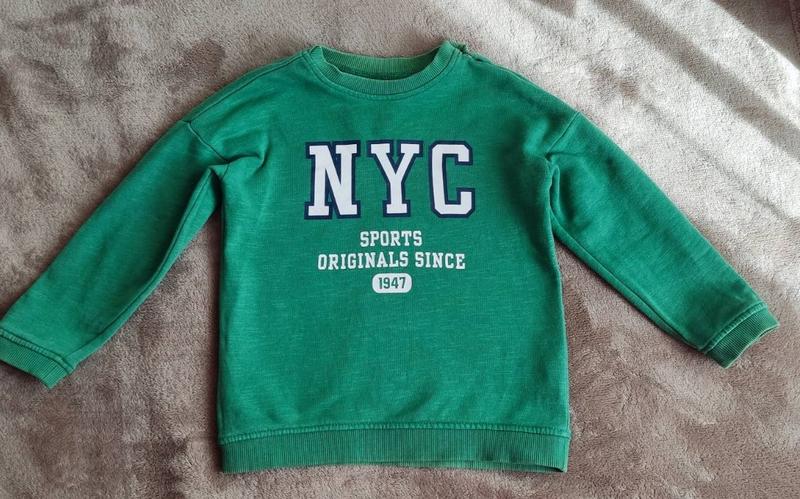 NYC
SPORTS
ORIGINALS SINCE
1947